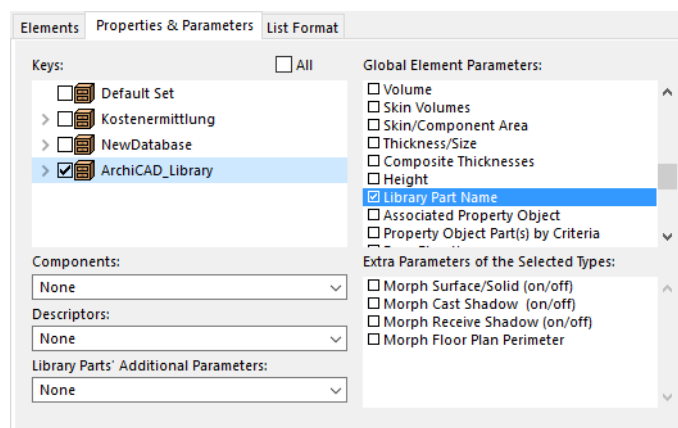 Elements Properties & Parameters List Format
Keys:
All
Default Set
Kostenermittlung
NewDatabase
ArchiCAD_Library
Global Element Parameters:
Volume
Skin Volumes
Skin/Component Area
Thickness/Size
Composite Thicknesses
Height
Library Part Name
Associated Property Object
Property Object Part(s) by Criteria
Components:
None
Descriptors:
None
Library Parts' Additional Parameters:
None
Extra Parameters of the Selected Types:
Morph Surface/Solid (on/off)
Morph Cast Shadow (on/off)
Morph Receive Shadow (on/off)
Morph Floor Plan Perimeter